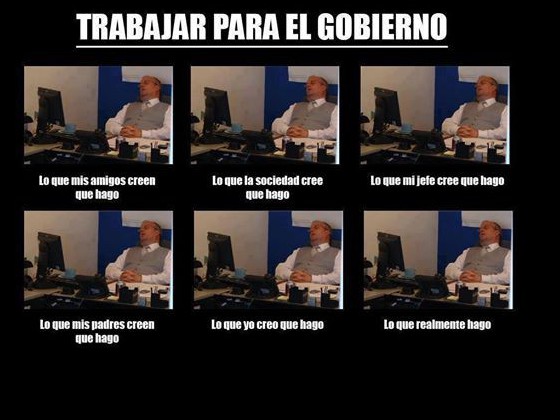 TRABAJAR PARA EL GOBIERNO
Lo que mis amigos creen
que hago
Lo que la sociedad cree
que hago
Lo que mi jefe cree que hago
Lo que mis padres creen
que hago
Lo que yo creo que hago
Lo que realmente hago